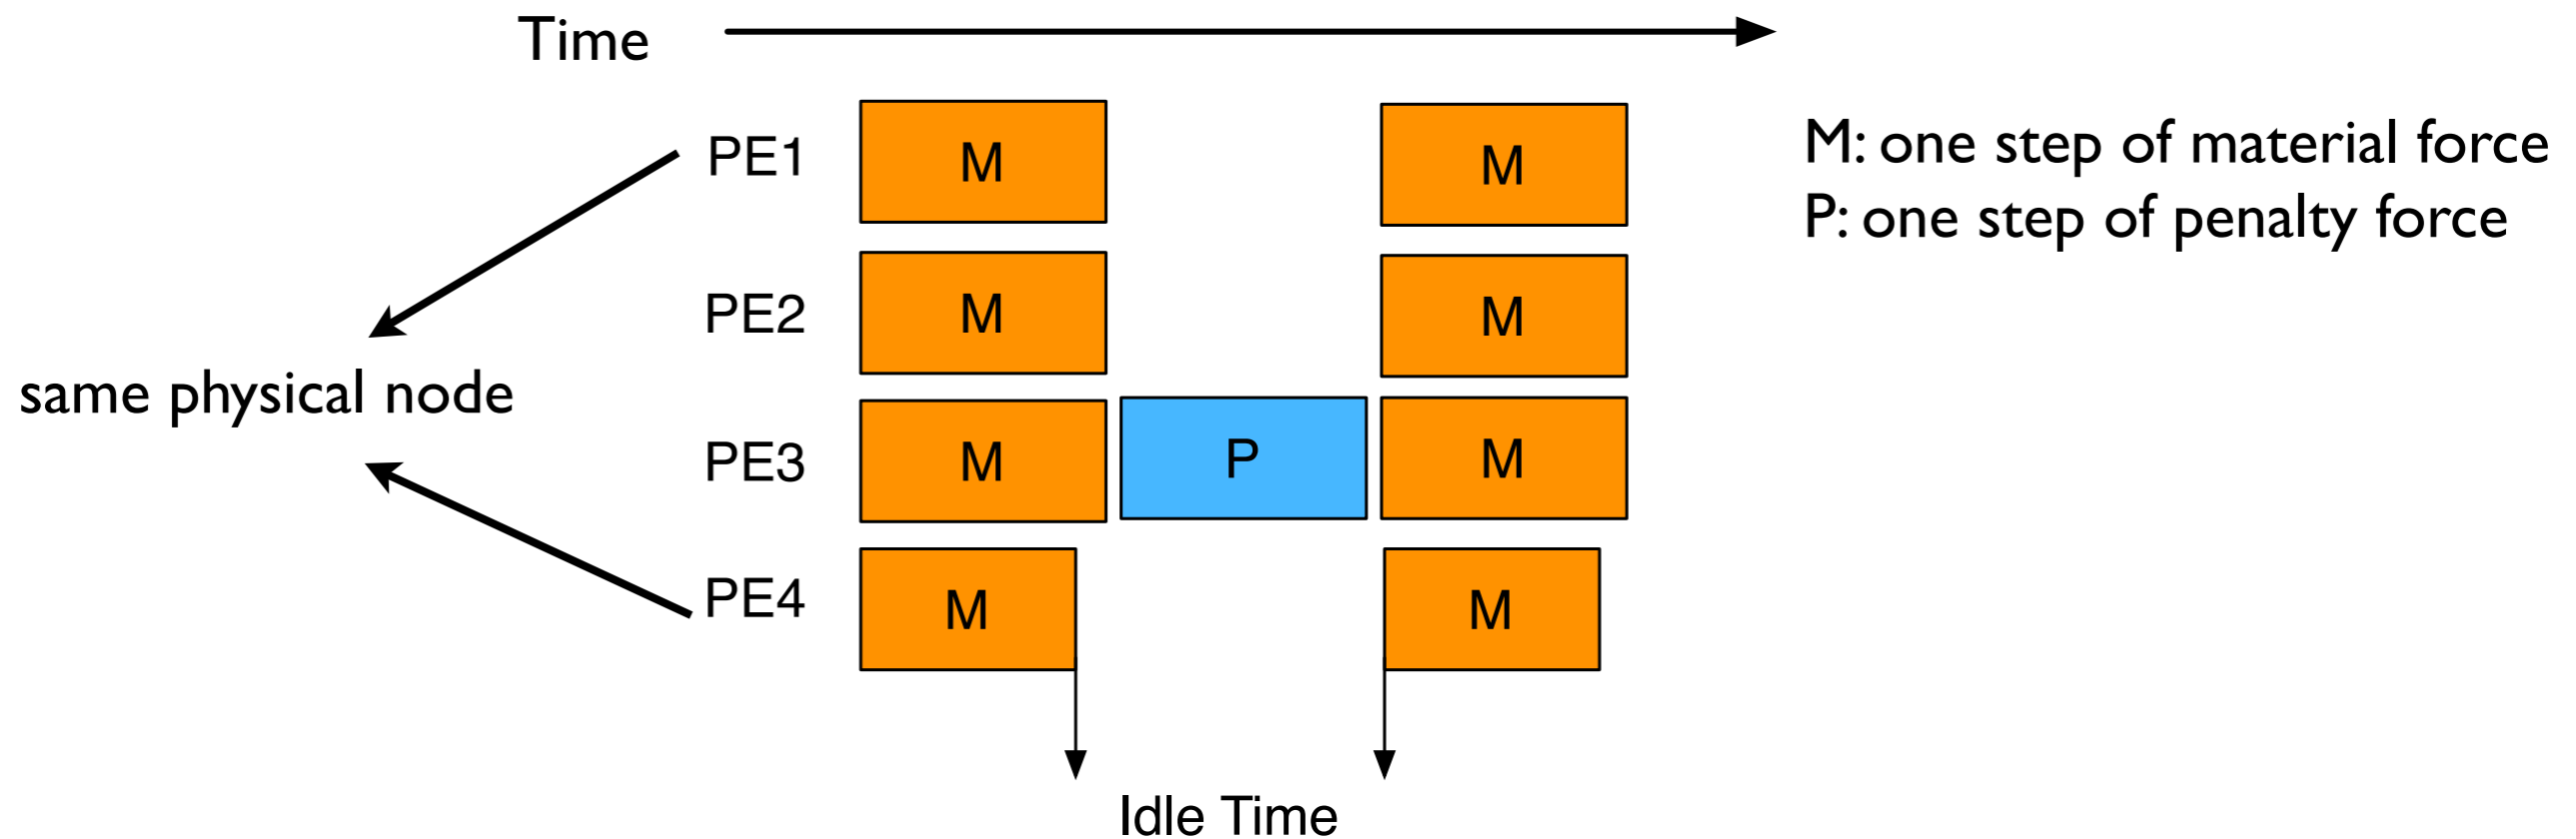 Time
PE1
M
M
M: one step of material force
P: one step of penalty force
PE2
M
M
same physical node
PE3
M
P
M
PE4
M
M
Idle Time